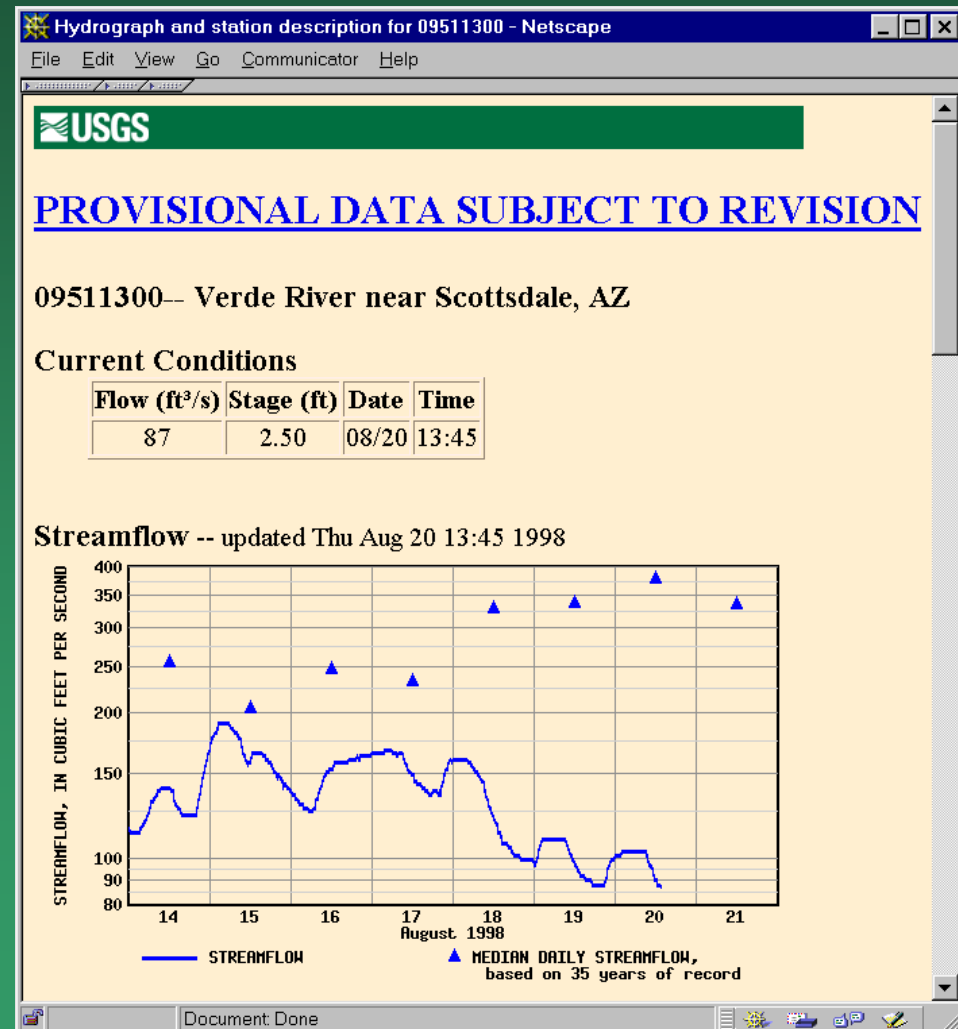 Hydrograph and station description for 09511300 - Netscape
File Edit View Go Communicator Help
USGS
PROVISIONAL DATA SUBJECT TO REVISION
09511300-- Verde River near Scottsdale, AZ
Current Conditions
Flow (ft³/s) Stage (ft) Date Time
87 2.50 08/20 13:45
Streamflow -- updated Thu Aug 20 13:45 1998
STREAMFLOW, IN CUBIC FEET PER SECOND
400
350
300
250
200
150
100
90
80
14 15 16 17 18 19 20 21
August 1998
STREAMFLOW
MEDIAN DAILY STREAMFLOW,
based on 35 years of record
Document: Done